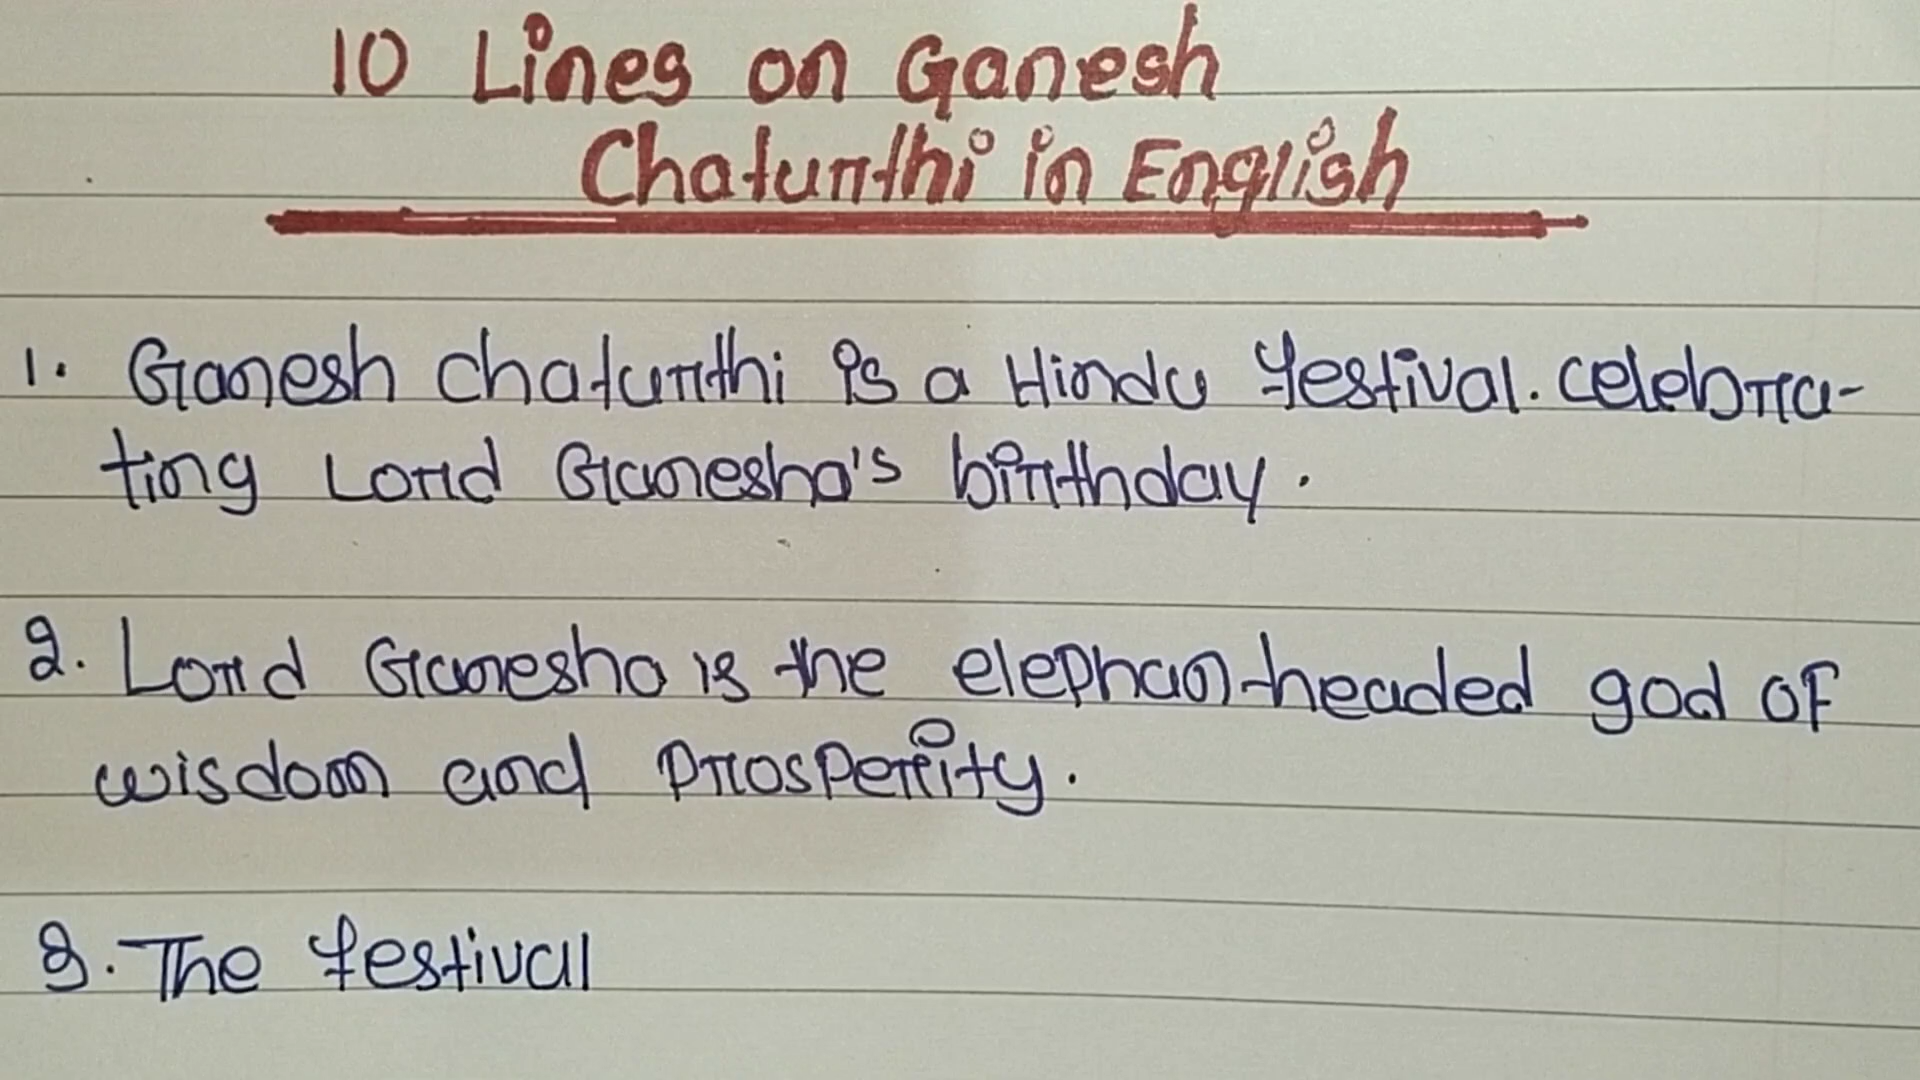 10 Lines on Ganesh
Chaturthi in English
1. Ganesh chaturthi is a Hindu festival. celebra-
ting Lord Ganesha's birthday.
2. Lord Ganesha is the elephan-headed god of
wisdom and prosperity.
3. The festival